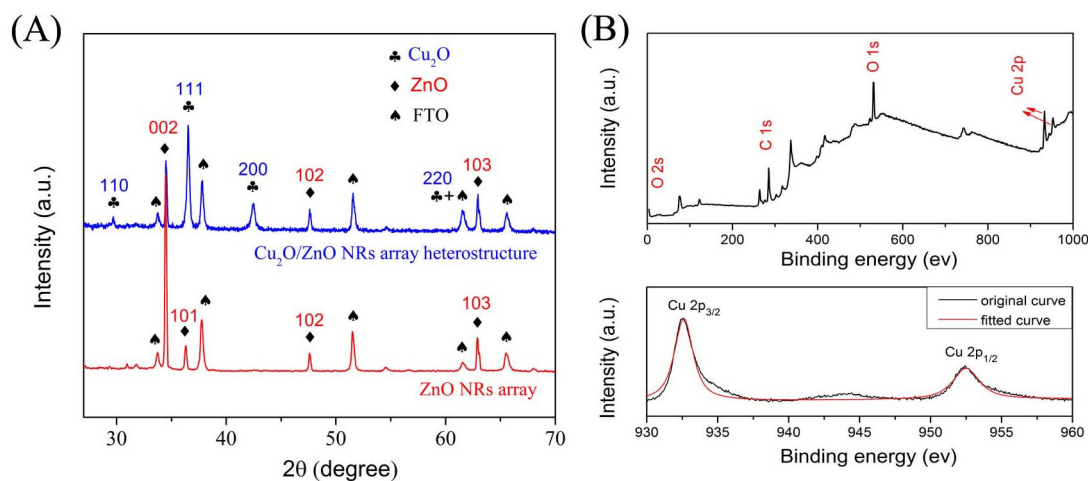 (A)
Intensity (a.u.)
♣ Cu₂O
♦ ZnO
♠ FTO
110
002
111
200
102
220
♣+
103
Cu₂O/ZnO NRs array heterostructure
101
102
103
ZnO NRs array
30 40 50 60 70
2θ (degree)
(B)
Intensity (a.u.)
O 2s
C 1s
O 1s
Cu 2p
0 200 400 600 800 1000
Binding energy (ev)
Intensity (a.u.)
Cu 2p₃/₂
Cu 2p₁/₂
original curve
fitted curve
930 935 940 945 950 955 960
Binding energy (ev)